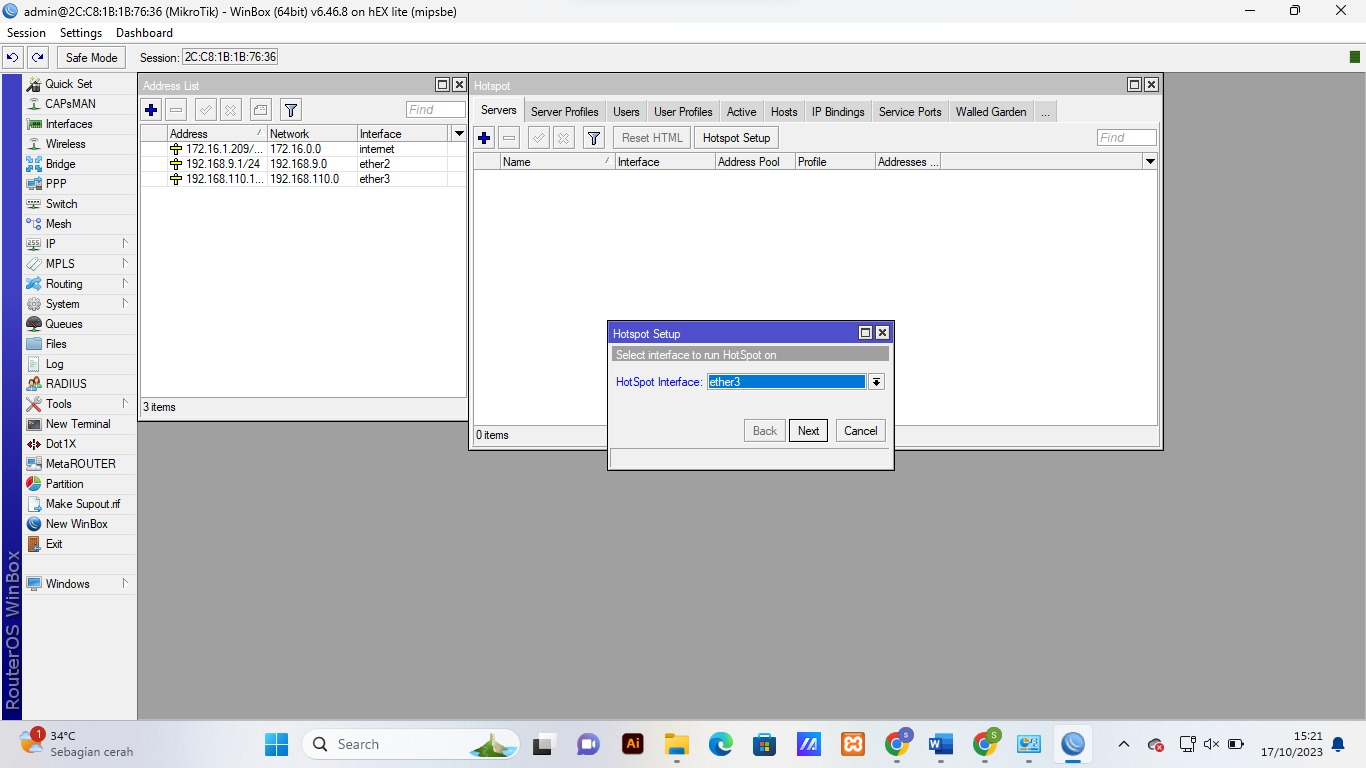 admin@2C:C8:1B:1B:76:36 (MikroTik) - WinBox (64bit) v6.46.8 on hEX lite (mipsbe)
Session Settings Dashboard
Safe Mode Session: 2C:C8:1B:1B:76:36
Quick Set
CAPsMAN
Interfaces
Wireless
Bridge
PPP
Switch
Mesh
IP
MPLS
Routing
System
Queues
Files
Log
RADIUS
Tools
New Terminal
Dot1X
MetaROUTER
Partition
Make Supout.rif
New WinBox
Exit
Windows
RouterOS WinBox
Address List
Find
Address Network Interface
172.16.1.209/... 172.16.0.0 internet
192.168.9.1/24 192.168.9.0 ether2
192.168.110.1... 192.168.110.0 ether3
3 items
Hotspot
Servers Server Profiles Users User Profiles Active Hosts IP Bindings Service Ports Walled Garden ...
Reset HTML Hotspot Setup Find
Name Interface Address Pool Profile Addresses ...
0 items
Hotspot Setup
Select interface to run HotSpot on
HotSpot Interface: ether3
Back Next Cancel
1
34°C
Sebagian cerah
Search
Ai
S
W
S
15:21
17/10/2023